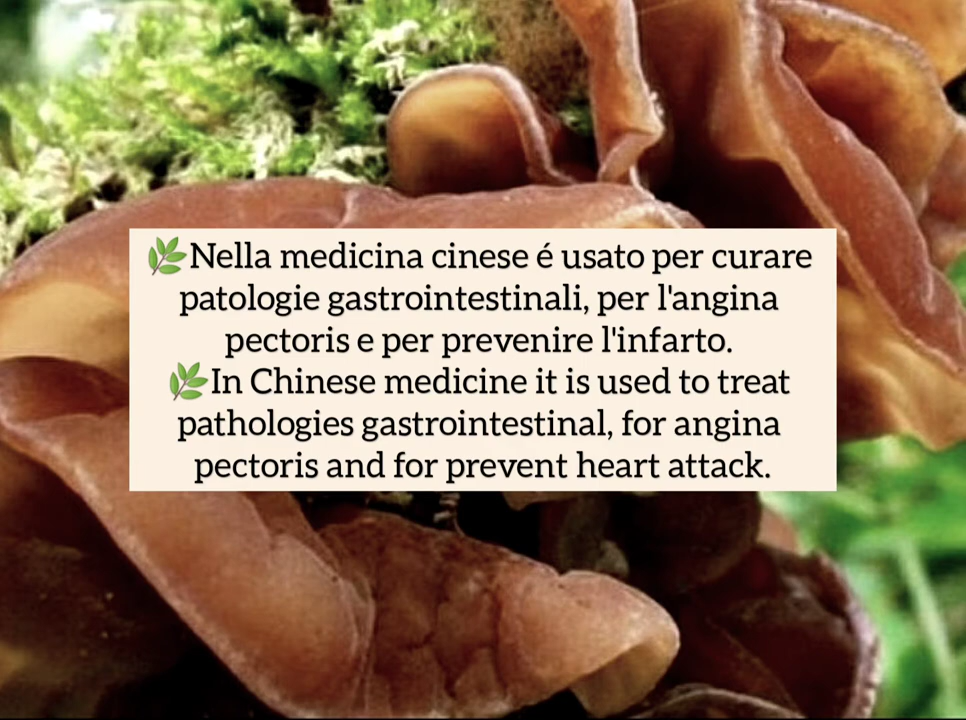 🌿Nella medicina cinese é usato per curare
patologie gastrointestinali, per l'angina
pectoris e per prevenire l'infarto.
🌿In Chinese medicine it is used to treat
pathologies gastrointestinal, for angina
pectoris and for prevent heart attack.